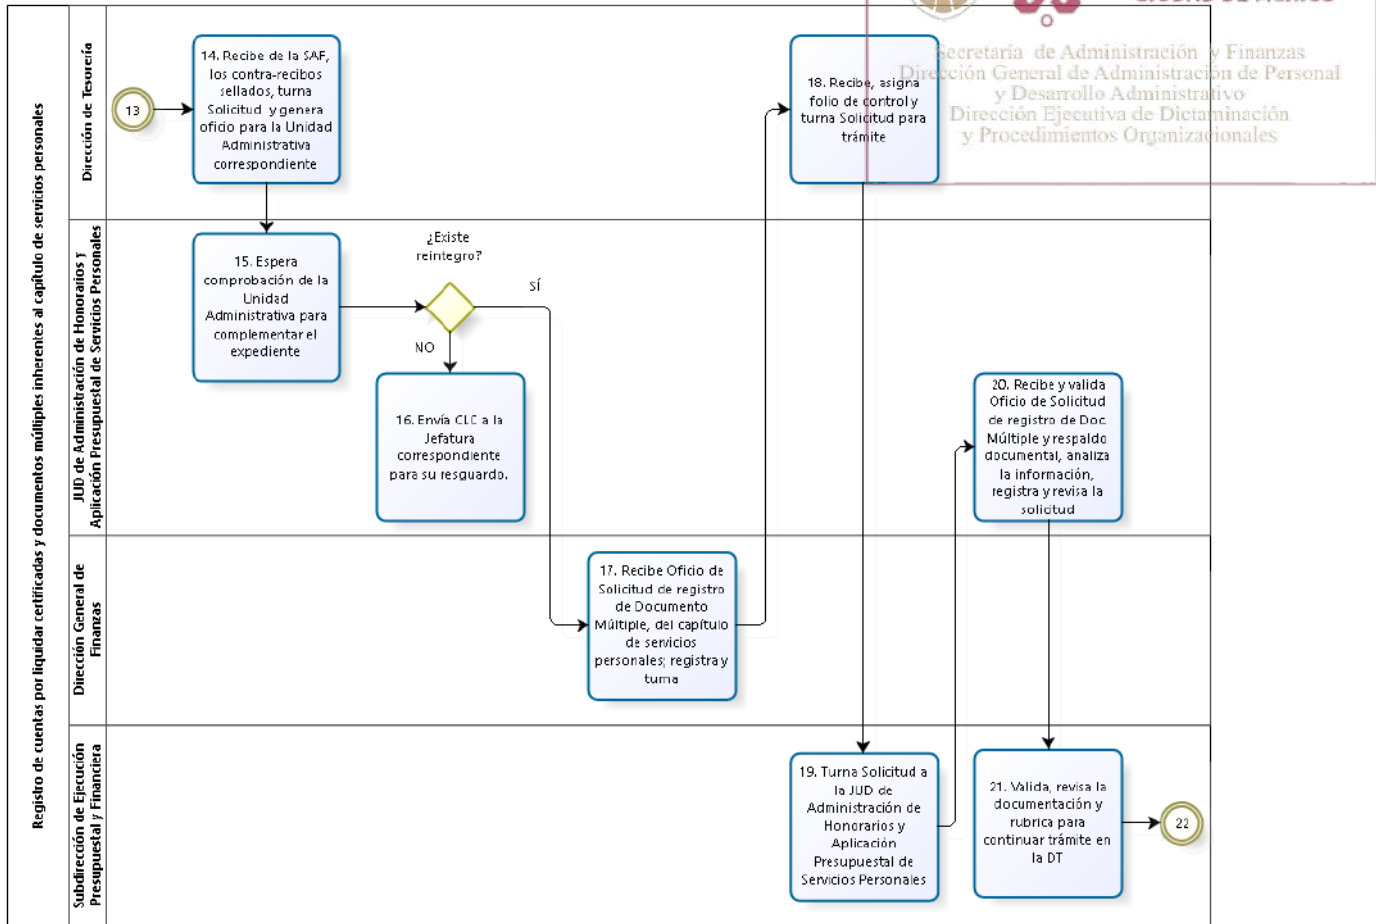 CIUDAD DE MÉXICO
Secretaría de Administración y Finanzas
Dirección General de Administración de Personal
y Desarrollo Administrativo
Dirección Ejecutiva de Dictaminación
y Procedimientos Organizacionales
Registro de cuentas por liquidar certificadas y documentos múltiples inherentes al capítulo de servicios personales
Dirección de Tesorería
13
14. Recibe de la SAF,
los contra-recibos
sellados, turna
Solicitud y genera
oficio para la Unidad
Administrativa
correspondiente
18. Recibe, asigna
folio de control y
turna Solicitud para
trámite
JUD de Administración de Honorarios y
Aplicación Presupuestal de Servicios Personales
15. Espera
comprobación de la
Unidad
Administrativa para
complementar el
expediente
¿Existe
reintegro?
SÍ
NO
16. Envía CLC a la
Jefatura
correspondiente
para su resguardo.
20. Recibe y valida
Oficio de Solicitud
de registro de Doc.
Múltiple y respaldo
documental, analiza
la información,
registra y revisa la
solicitud
Dirección General de
Finanzas
17. Recibe Oficio de
Solicitud de registro
de Documento
Múltiple, del capítulo
de servicios
personales; registra y
turna
Subdirección de Ejecución
Presupuestal y Financiera
19. Turna Solicitud a
la JUD de
Administración de
Honorarios y
Aplicación
Presupuestal de
Servicios Personales
21. Valida, revisa la
documentación y
rubrica para
continuar trámite en
la DT
22